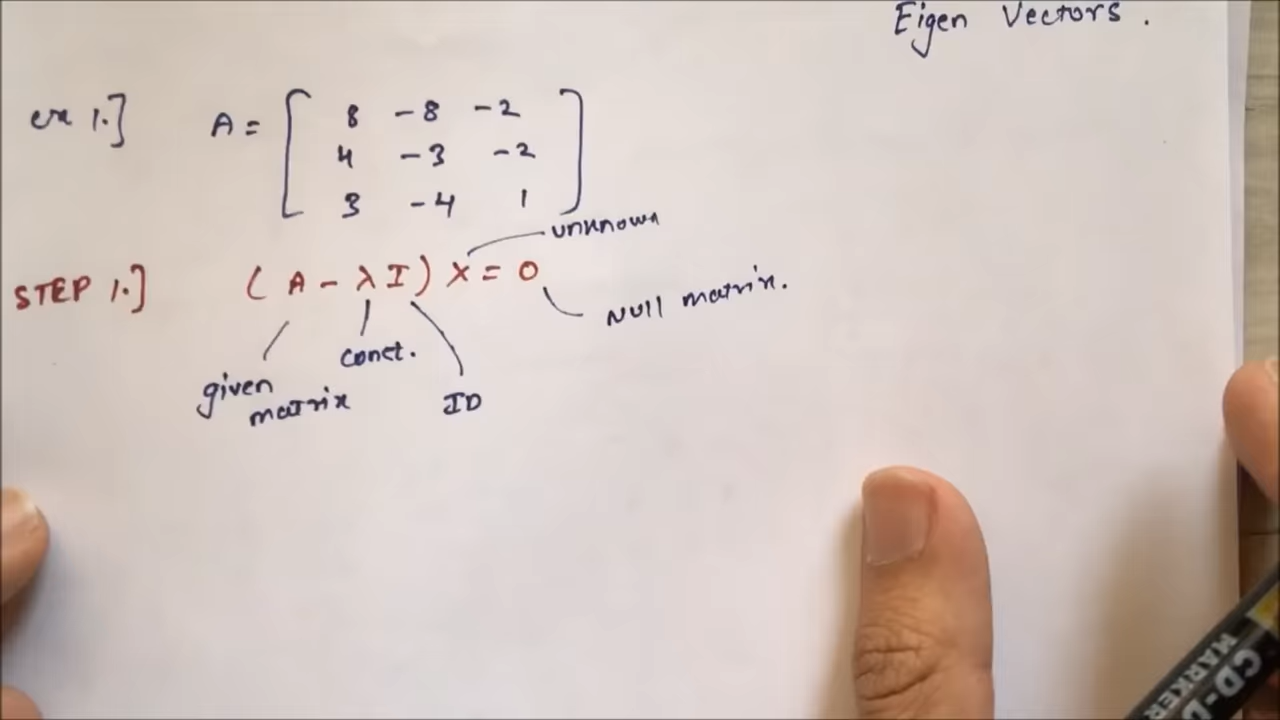 Eigen Vectors.
ex 1.] A = [ 8 -8 -2
4 -3 -2
3 -4 1 ]
unknown
STEP 1.] ( A - λ I ) X = 0
Null matrix.
const.
given
matrix
ID
CD-D
MARKER